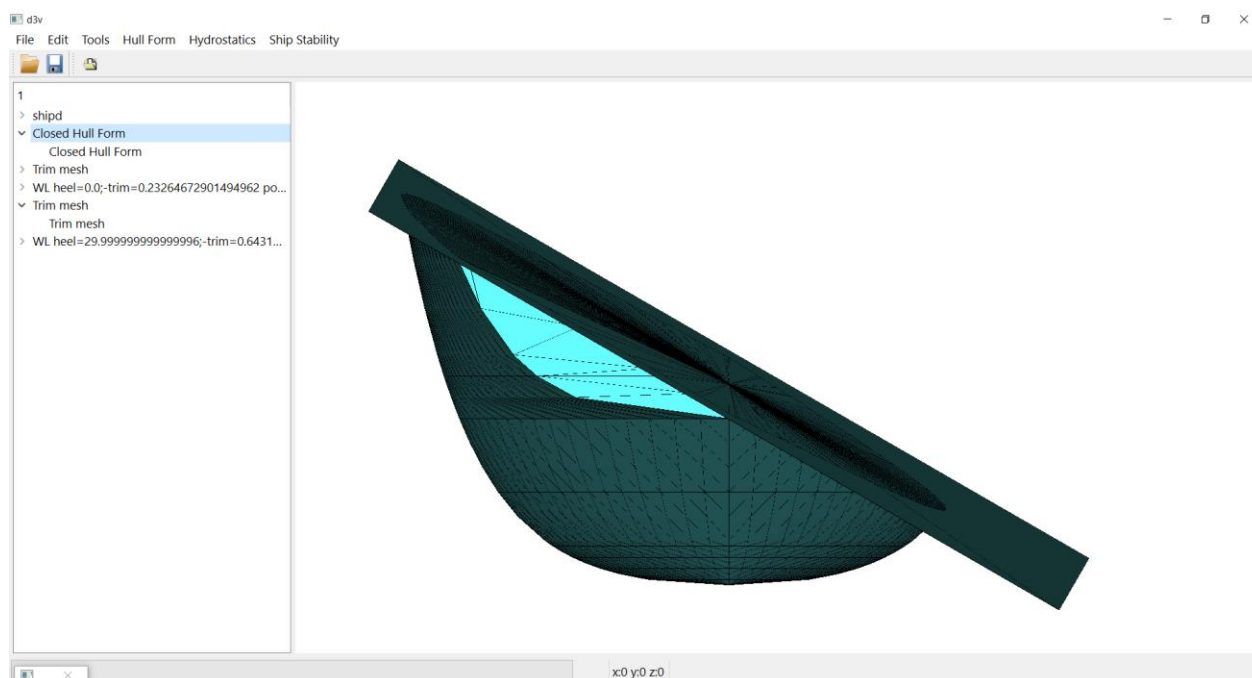 d3v
File Edit Tools Hull Form Hydrostatics Ship Stability
1
shipd
Closed Hull Form
Closed Hull Form
Trim mesh
WL heel=0.0;-trim=0.23264672901494962 po...
Trim mesh
Trim mesh
WL heel=29.999999999999996;-trim=0.6431...
x:0 y:0 z:0